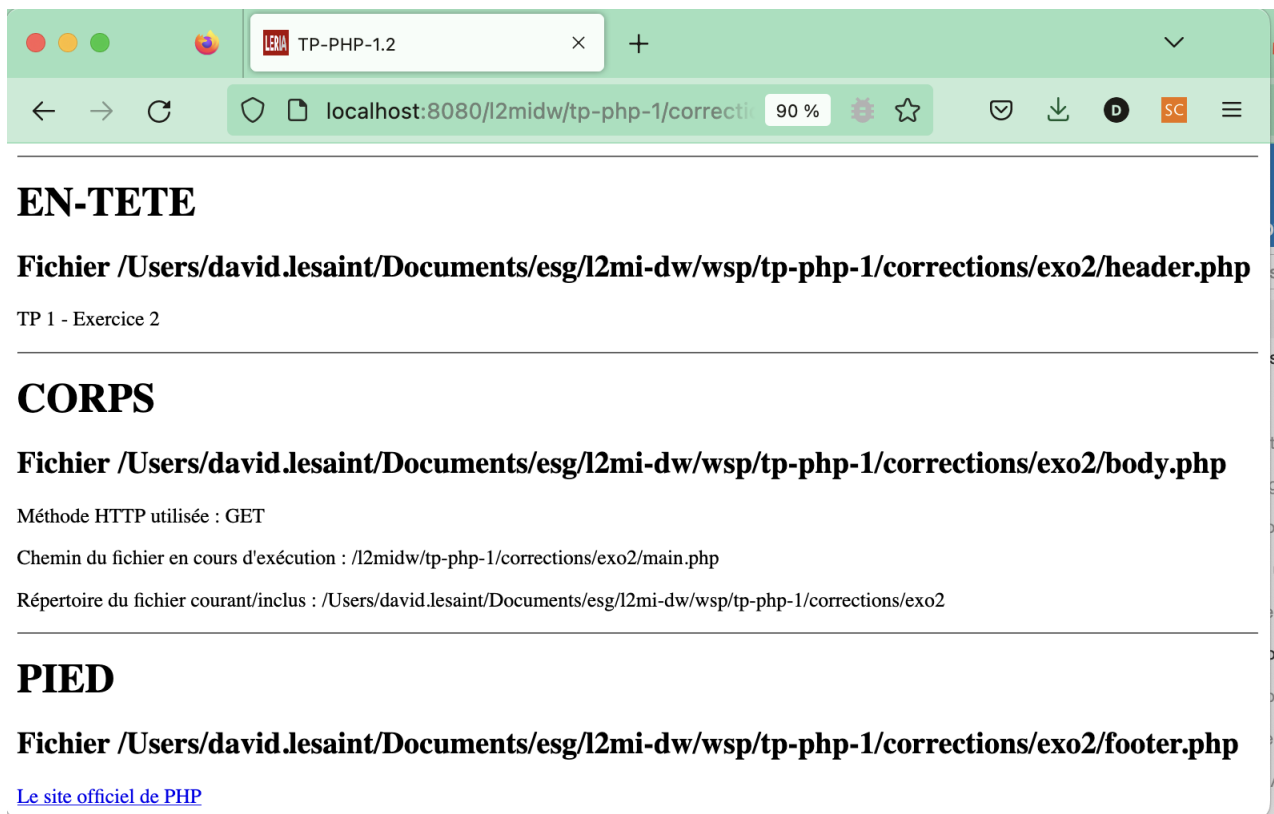 LERIA TP-PHP-1.2
localhost:8080/l2midw/tp-php-1/correctio 90 % D SC
EN-TETE
Fichier /Users/david.lesaint/Documents/esg/l2mi-dw/wsp/tp-php-1/corrections/exo2/header.php
TP 1 - Exercice 2
CORPS
Fichier /Users/david.lesaint/Documents/esg/l2mi-dw/wsp/tp-php-1/corrections/exo2/body.php
Méthode HTTP utilisée : GET
Chemin du fichier en cours d'exécution : /l2midw/tp-php-1/corrections/exo2/main.php
Répertoire du fichier courant/inclus : /Users/david.lesaint/Documents/esg/l2mi-dw/wsp/tp-php-1/corrections/exo2
PIED
Fichier /Users/david.lesaint/Documents/esg/l2mi-dw/wsp/tp-php-1/corrections/exo2/footer.php
Le site officiel de PHP